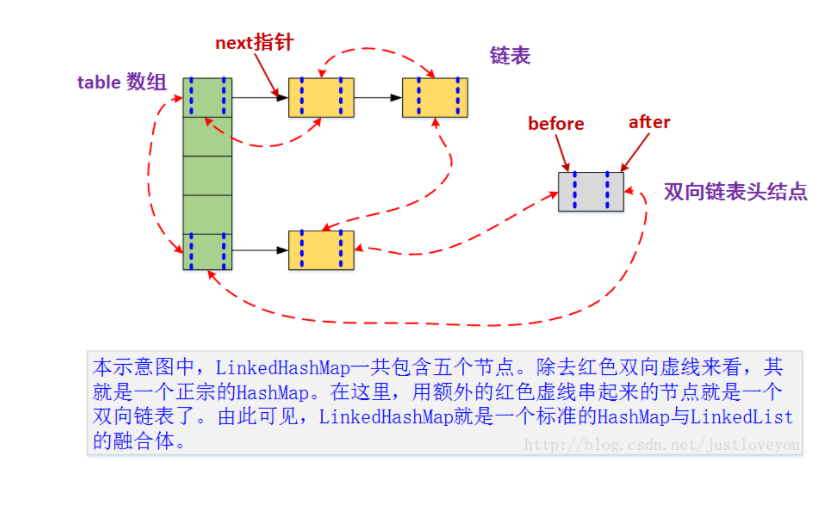 next指针
链表
table 数组
before
after
双向链表头结点
本示意图中，LinkedHashMap一共包含五个节点。除去红色双向虚线来看，其
就是一个正宗的HashMap。在这里，用额外的红色虚线串起来的节点就是一个
双向链表了。由此可见，LinkedHashMap就是一个标准的HashMap与LinkedList
的融合体。
http://blog.csdn.net/justloveyou_